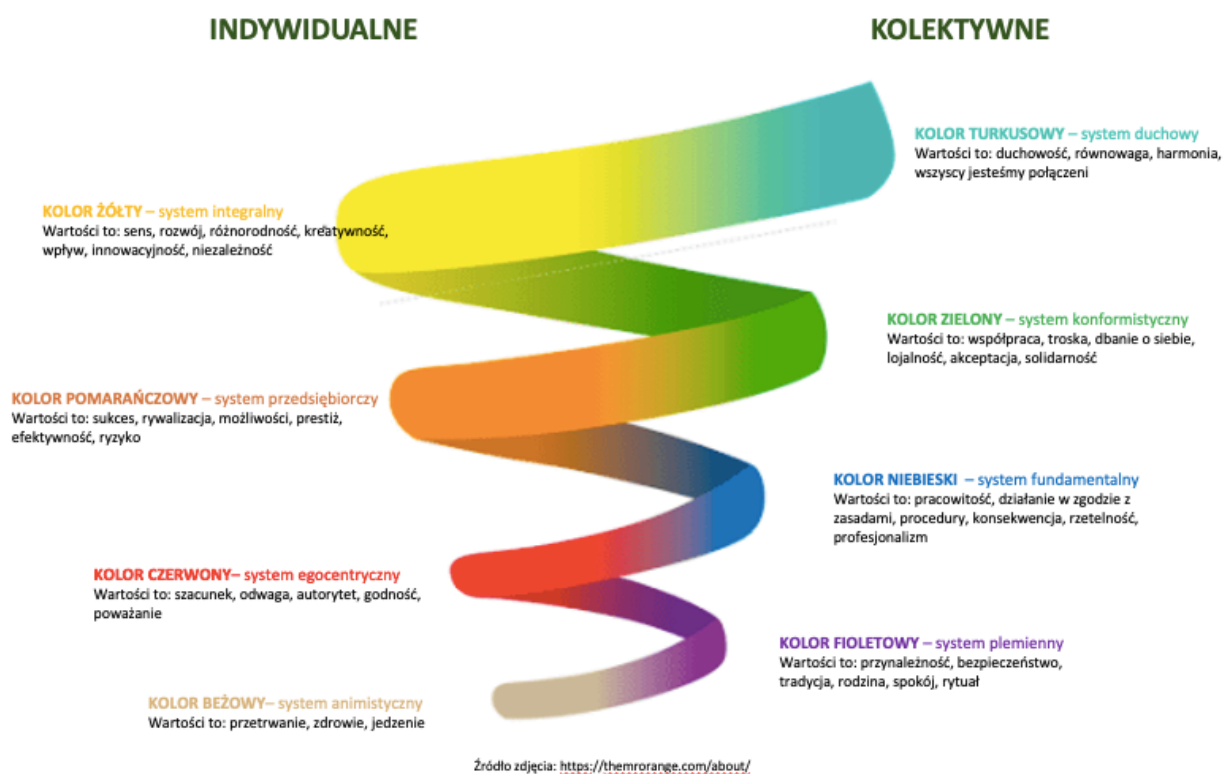 INDYWIDUALNE
KOLEKTYWNE
KOLOR TURKUSOWY – system duchowy
Wartości to: duchowość, równowaga, harmonia,
wszyscy jesteśmy połączeni
KOLOR ŻÓŁTY – system integralny
Wartości to: sens, rozwój, różnorodność, kreatywność,
wpływ, innowacyjność, niezależność
KOLOR ZIELONY – system konformistyczny
Wartości to: współpraca, troska, dbanie o siebie,
lojalność, akceptacja, solidarność
KOLOR POMARAŃCZOWY – system przedsiębiorczy
Wartości to: sukces, rywalizacja, możliwości, prestiż,
efektywność, ryzyko
KOLOR NIEBIESKI – system fundamentalny
Wartości to: pracowitość, działanie w zgodzie z
zasadami, procedury, konsekwencja, rzetelność,
profesjonalizm
KOLOR CZERWONY– system egocentryczny
Wartości to: szacunek, odwaga, autorytet, godność,
poważanie
KOLOR FIOLETOWY – system plemienny
Wartości to: przynależność, bezpieczeństwo,
tradycja, rodzina, spokój, rytuał
KOLOR BEŻOWY– system animistyczny
Wartości to: przetrwanie, zdrowie, jedzenie
Źródło zdjęcia: https://themrorange.com/about/